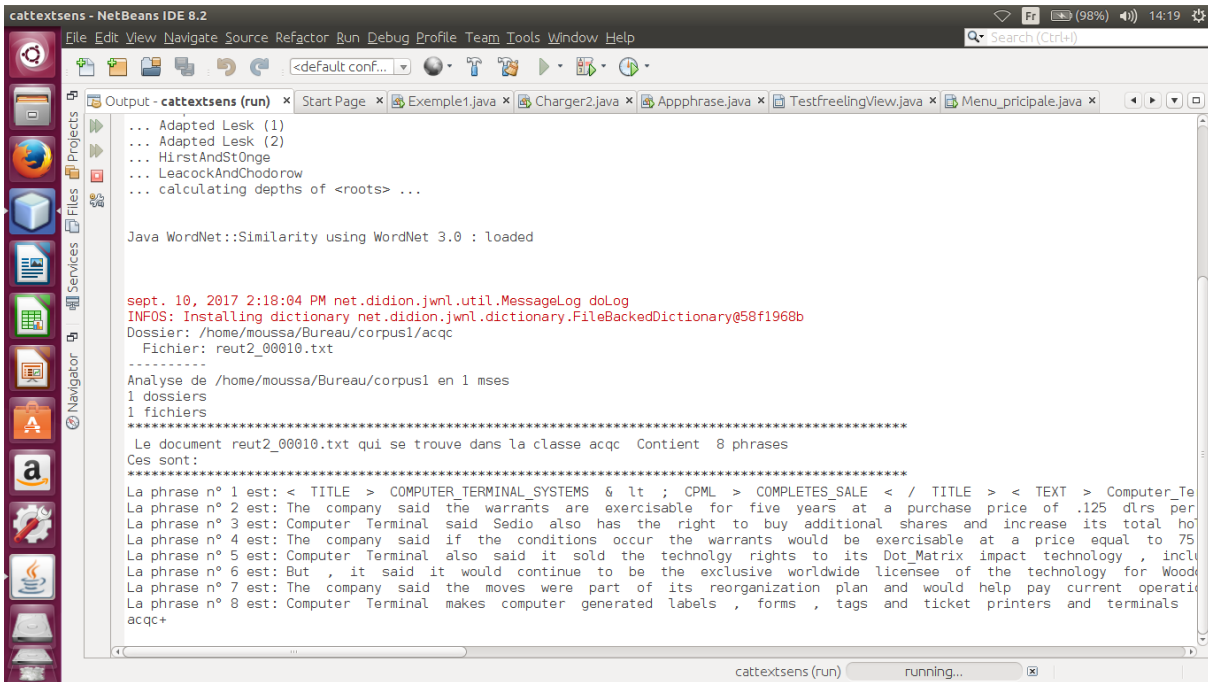 cattextsens - NetBeans IDE 8.2
Fr (98%) 14:19
File Edit View Navigate Source Refactor Run Debug Profile Team Tools Window Help
Search (Ctrl+I)
<default conf...
Output - cattextsens (run) × Start Page × Exemple1.java × Charger2.java × Appphrase.java × TestfreelingView.java × Menu_pricipale.java ×
Projects
Files
Services
Navigator
... Adapted Lesk (1)
... Adapted Lesk (2)
... HirstAndStOnge
... LeacockAndChodorow
... calculating depths of <roots> ...
Java WordNet::Similarity using WordNet 3.0 : loaded
sept. 10, 2017 2:18:04 PM net.didion.jwnl.util.MessageLog doLog
INFOS: Installing dictionary net.didion.jwnl.dictionary.FileBackedDictionary@58f1968b
Dossier: /home/moussa/Bureau/corpus1/acqc
Fichier: reut2_00010.txt
----------
Analyse de /home/moussa/Bureau/corpus1 en 1 mses
1 dossiers
1 fichiers
************************************************************************************************************
Le document reut2_00010.txt qui se trouve dans la classe acqc Contient 8 phrases
Ces sont:
************************************************************************************************************
La phrase n° 1 est: < TITLE > COMPUTER_TERMINAL_SYSTEMS & lt ; CPML > COMPLETES_SALE < / TITLE > < TEXT > Computer_Te
La phrase n° 2 est: The company said the warrants are exercisable for five years at a purchase price of .125 dlrs per
La phrase n° 3 est: Computer Terminal said Sedio also has the right to buy additional shares and increase its total hol
La phrase n° 4 est: The company said if the conditions occur the warrants would be exercisable at a price equal to 75
La phrase n° 5 est: Computer Terminal also said it sold the technolgy rights to its Dot_Matrix impact technology , inclu
La phrase n° 6 est: But , it said it would continue to be the exclusive worldwide licensee of the technology for Woodc
La phrase n° 7 est: The company said the moves were part of its reorganization plan and would help pay current operatic
La phrase n° 8 est: Computer Terminal makes computer generated labels , forms , tags and ticket printers and terminals
acqc+
cattextsens (run) running...